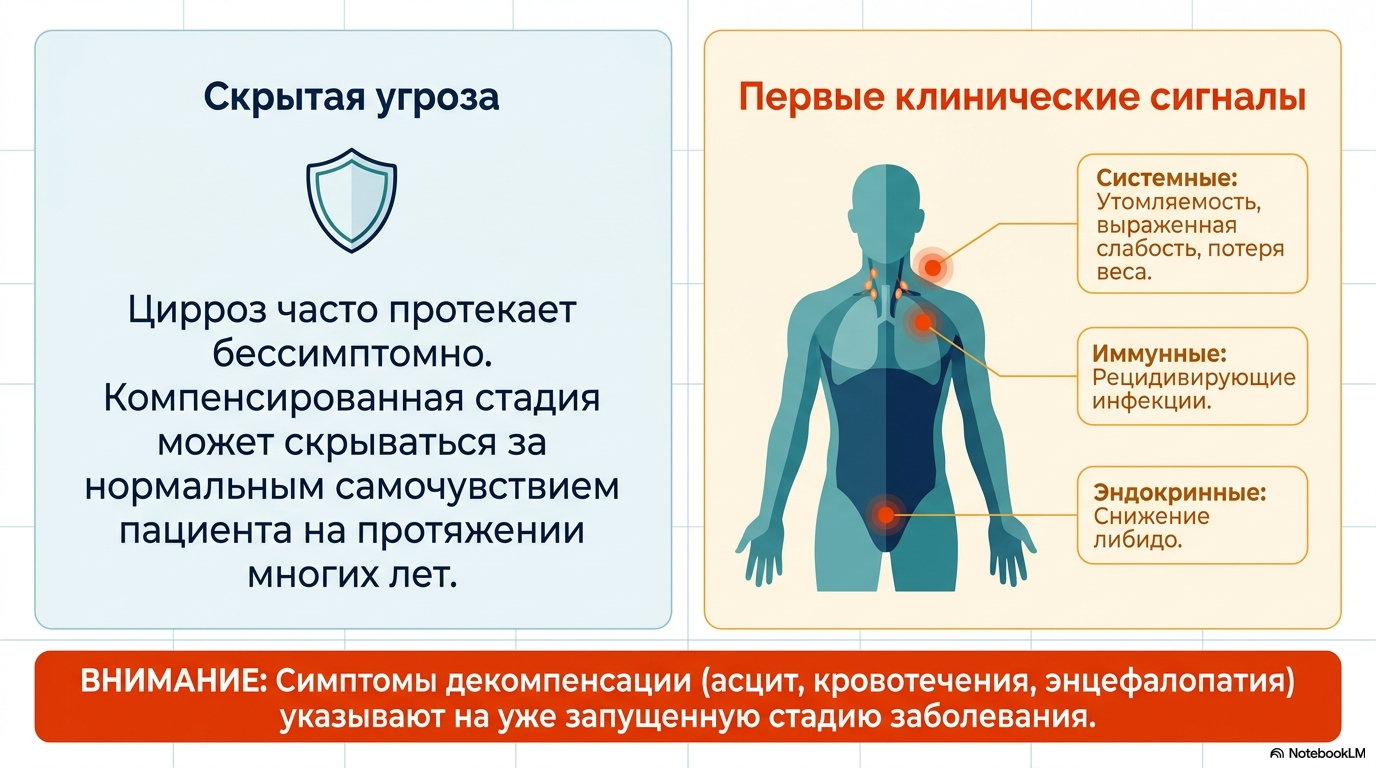 Скрытая угроза
Цирроз часто протекает
бессимптомно.
Компенсированная стадия
может скрываться за
нормальным самочувствием
пациента на протяжении
многих лет.
Первые клинические сигналы
Системные:
Утомляемость,
выраженная
слабость, потеря
веса.
Иммунные:
Рецидивирующие
инфекции.
Эндокринные:
Снижение
либидо.
ВНИМАНИЕ: Симптомы декомпенсации (асцит, кровотечения, энцефалопатия)
указывают на уже запущенную стадию заболевания.
NotebookLM